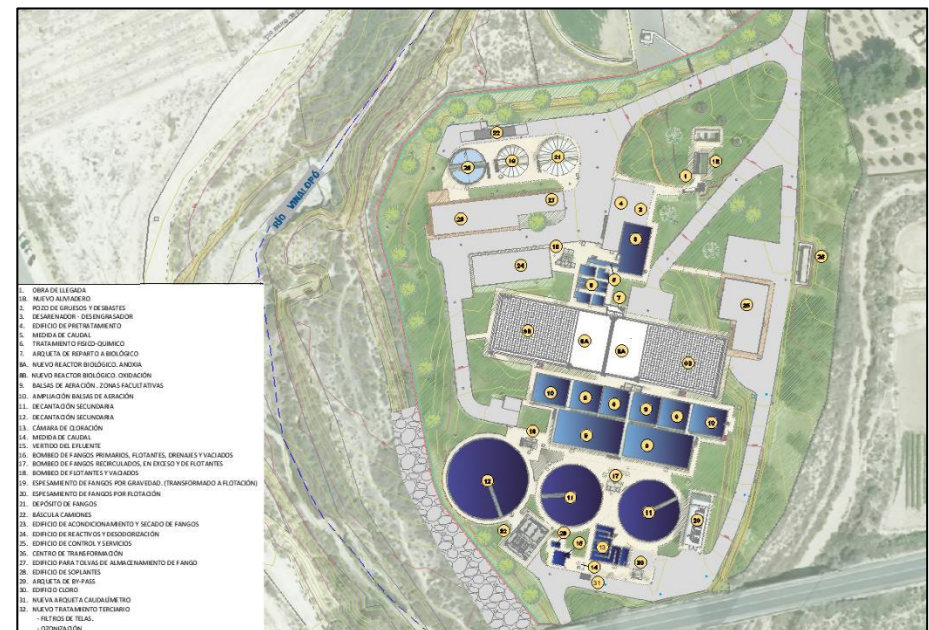 RÍO VINALOPÓ
1. OBRA DE LLEGADA
1B. NUEVO ALIVIADERO
2. POZO DE GRUESOS Y DESBASTES
3. DESARENADOR - DESENGRASADOR
4. EDIFICIO DE PRETRATAMIENTO
5. MEDIDA DE CAUDAL
6. TRATAMIENTO FISICO-QUIMICO
7. ARQUETA DE REPARTO A BIOLÓGICO
8A. NUEVO REACTOR BIOLÓGICO. ANOXIA
8B. NUEVO REACTOR BIOLÓGICO. OXIDACIÓN
9. BALSAS DE AERACIÓN . ZONAS FACULTATIVAS
10. AMPLIACIÓN BALSAS DE AERACIÓN
11. DECANTACIÓN SECUNDARIA
12. DECANTACIÓN SECUNDARIA
13. CÁMARA DE CLORACIÓN
14. MEDIDA DE CAUDAL
15. VERTIDO DEL EFLUENTE
16. BOMBEO DE FANGOS PRIMARIOS, FLOTANTES, DRENAJES Y VACIADOS
17. BOMBEO DE FANGOS RECIRCULADOS, EN EXCESO Y DE FLOTANTES
18. BOMBEO DE FLOTANTES Y VACIADOS
19. ESPESAMIENTO DE FANGOS POR GRAVEDAD. (TRANSFORMADO A FLOTACIÓN)
20. ESPESAMIENTO DE FANGOS POR FLOTACIÓN
21. DEPÓSITO DE FANGOS
22. BÁSCULA CAMIONES
23. EDIFICIO DE ACONDICIONAMIENTO Y SECADO DE FANGOS
24. EDIFICIO DE REACTIVOS Y DESODORIZACIÓN
25. EDIFICIO DE CONTROL Y SERVICIOS
26. CENTRO DE TRANSFORMACIÓN
27. EDIFICIO PARA TOLVAS DE ALMACENAMIENTO DE FANGO
28. EDIFICIO DE SOPLANTES
29. ARQUETA DE BY-PASS
30. EDIFICIO CLORO
31. NUEVA ARQUETA CAUDALÍMETRO
32. NUEVO TRATAMIENTO TERCIARIO
- FILTROS DE TELAS.
- OZONIZACIÓN